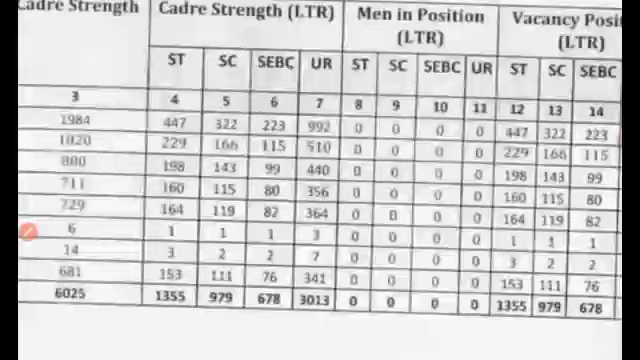 Cadre Strength Cadre Strength (LTR) Men in Position (LTR) Vacancy Posi (LTR)
ST SC SEBC UR ST SC SEBC UR ST SC SEBC
3 4 5 6 7 8 9 10 11 12 13 14
1984 447 322 223 992 0 0 0 0 447 322 223
1020 229 166 115 510 0 0 0 0 229 166 115
880 198 143 99 440 0 0 0 0 198 143 99
711 160 115 80 356 0 0 0 0 160 115 80
729 164 119 82 364 0 0 0 0 164 119 82
6 1 1 1 3 0 0 0 0 1 1 1
14 3 2 2 7 0 0 0 0 3 2 2
681 153 111 76 341 0 0 0 0 153 111 76
6025 1355 979 678 3013 0 0 0 0 1355 979 678